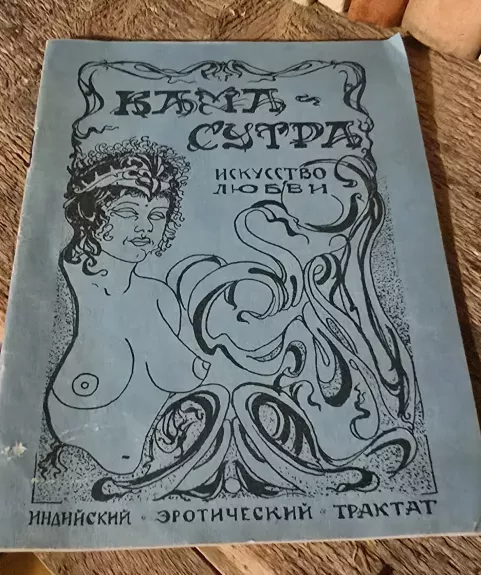 КАМА-
СУТРА
ИСКУССТВО
ЛЮБВИ
ИНДИЙСКИЙ • ЭРОТИЧЕСКИЙ • ТРАКТАТ